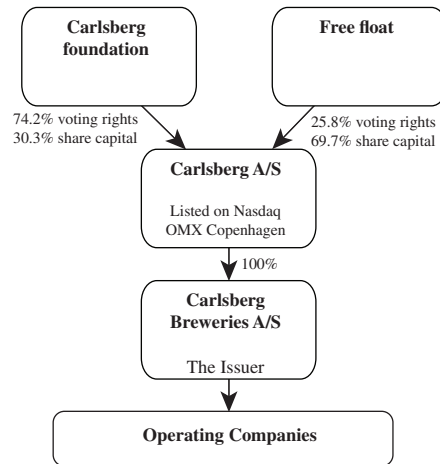 Carlsberg
foundation
Free float
74.2% voting rights
30.3% share capital
25.8% voting rights
69.7% share capital
Carlsberg A/S
Listed on Nasdaq
OMX Copenhagen
100%
Carlsberg
Breweries A/S
The Issuer
Operating Companies